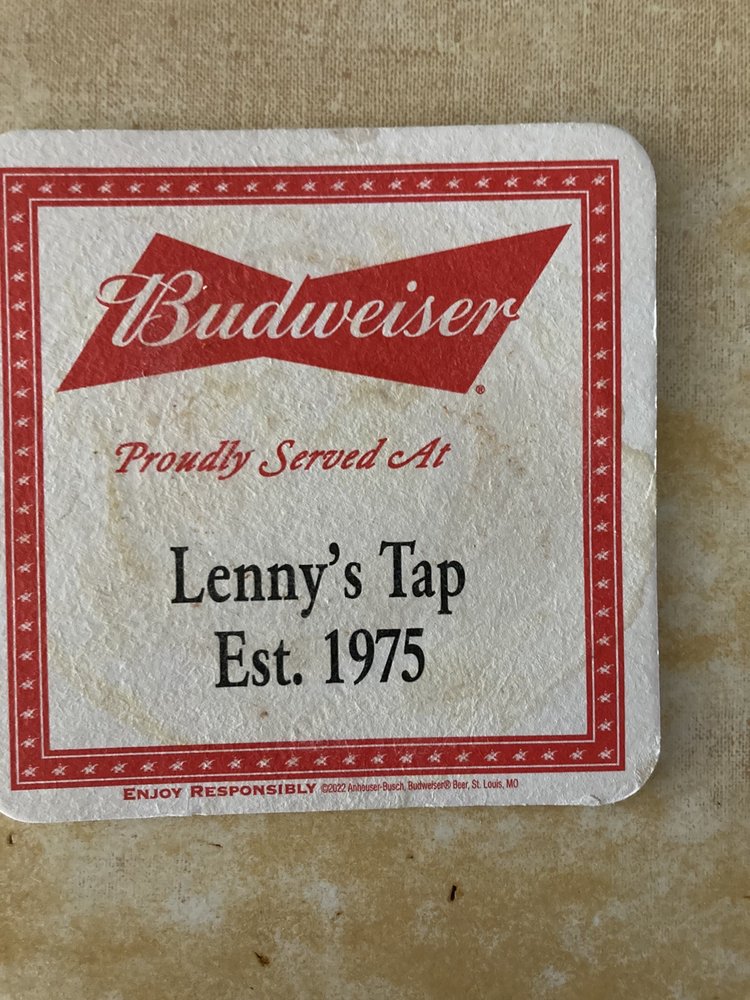 Budweiser®
Proudly Served At
Lenny's Tap
Est. 1975
ENJOY RESPONSIBLY ©2022 Anheuser-Busch, Budweiser® Beer, St. Louis, MO